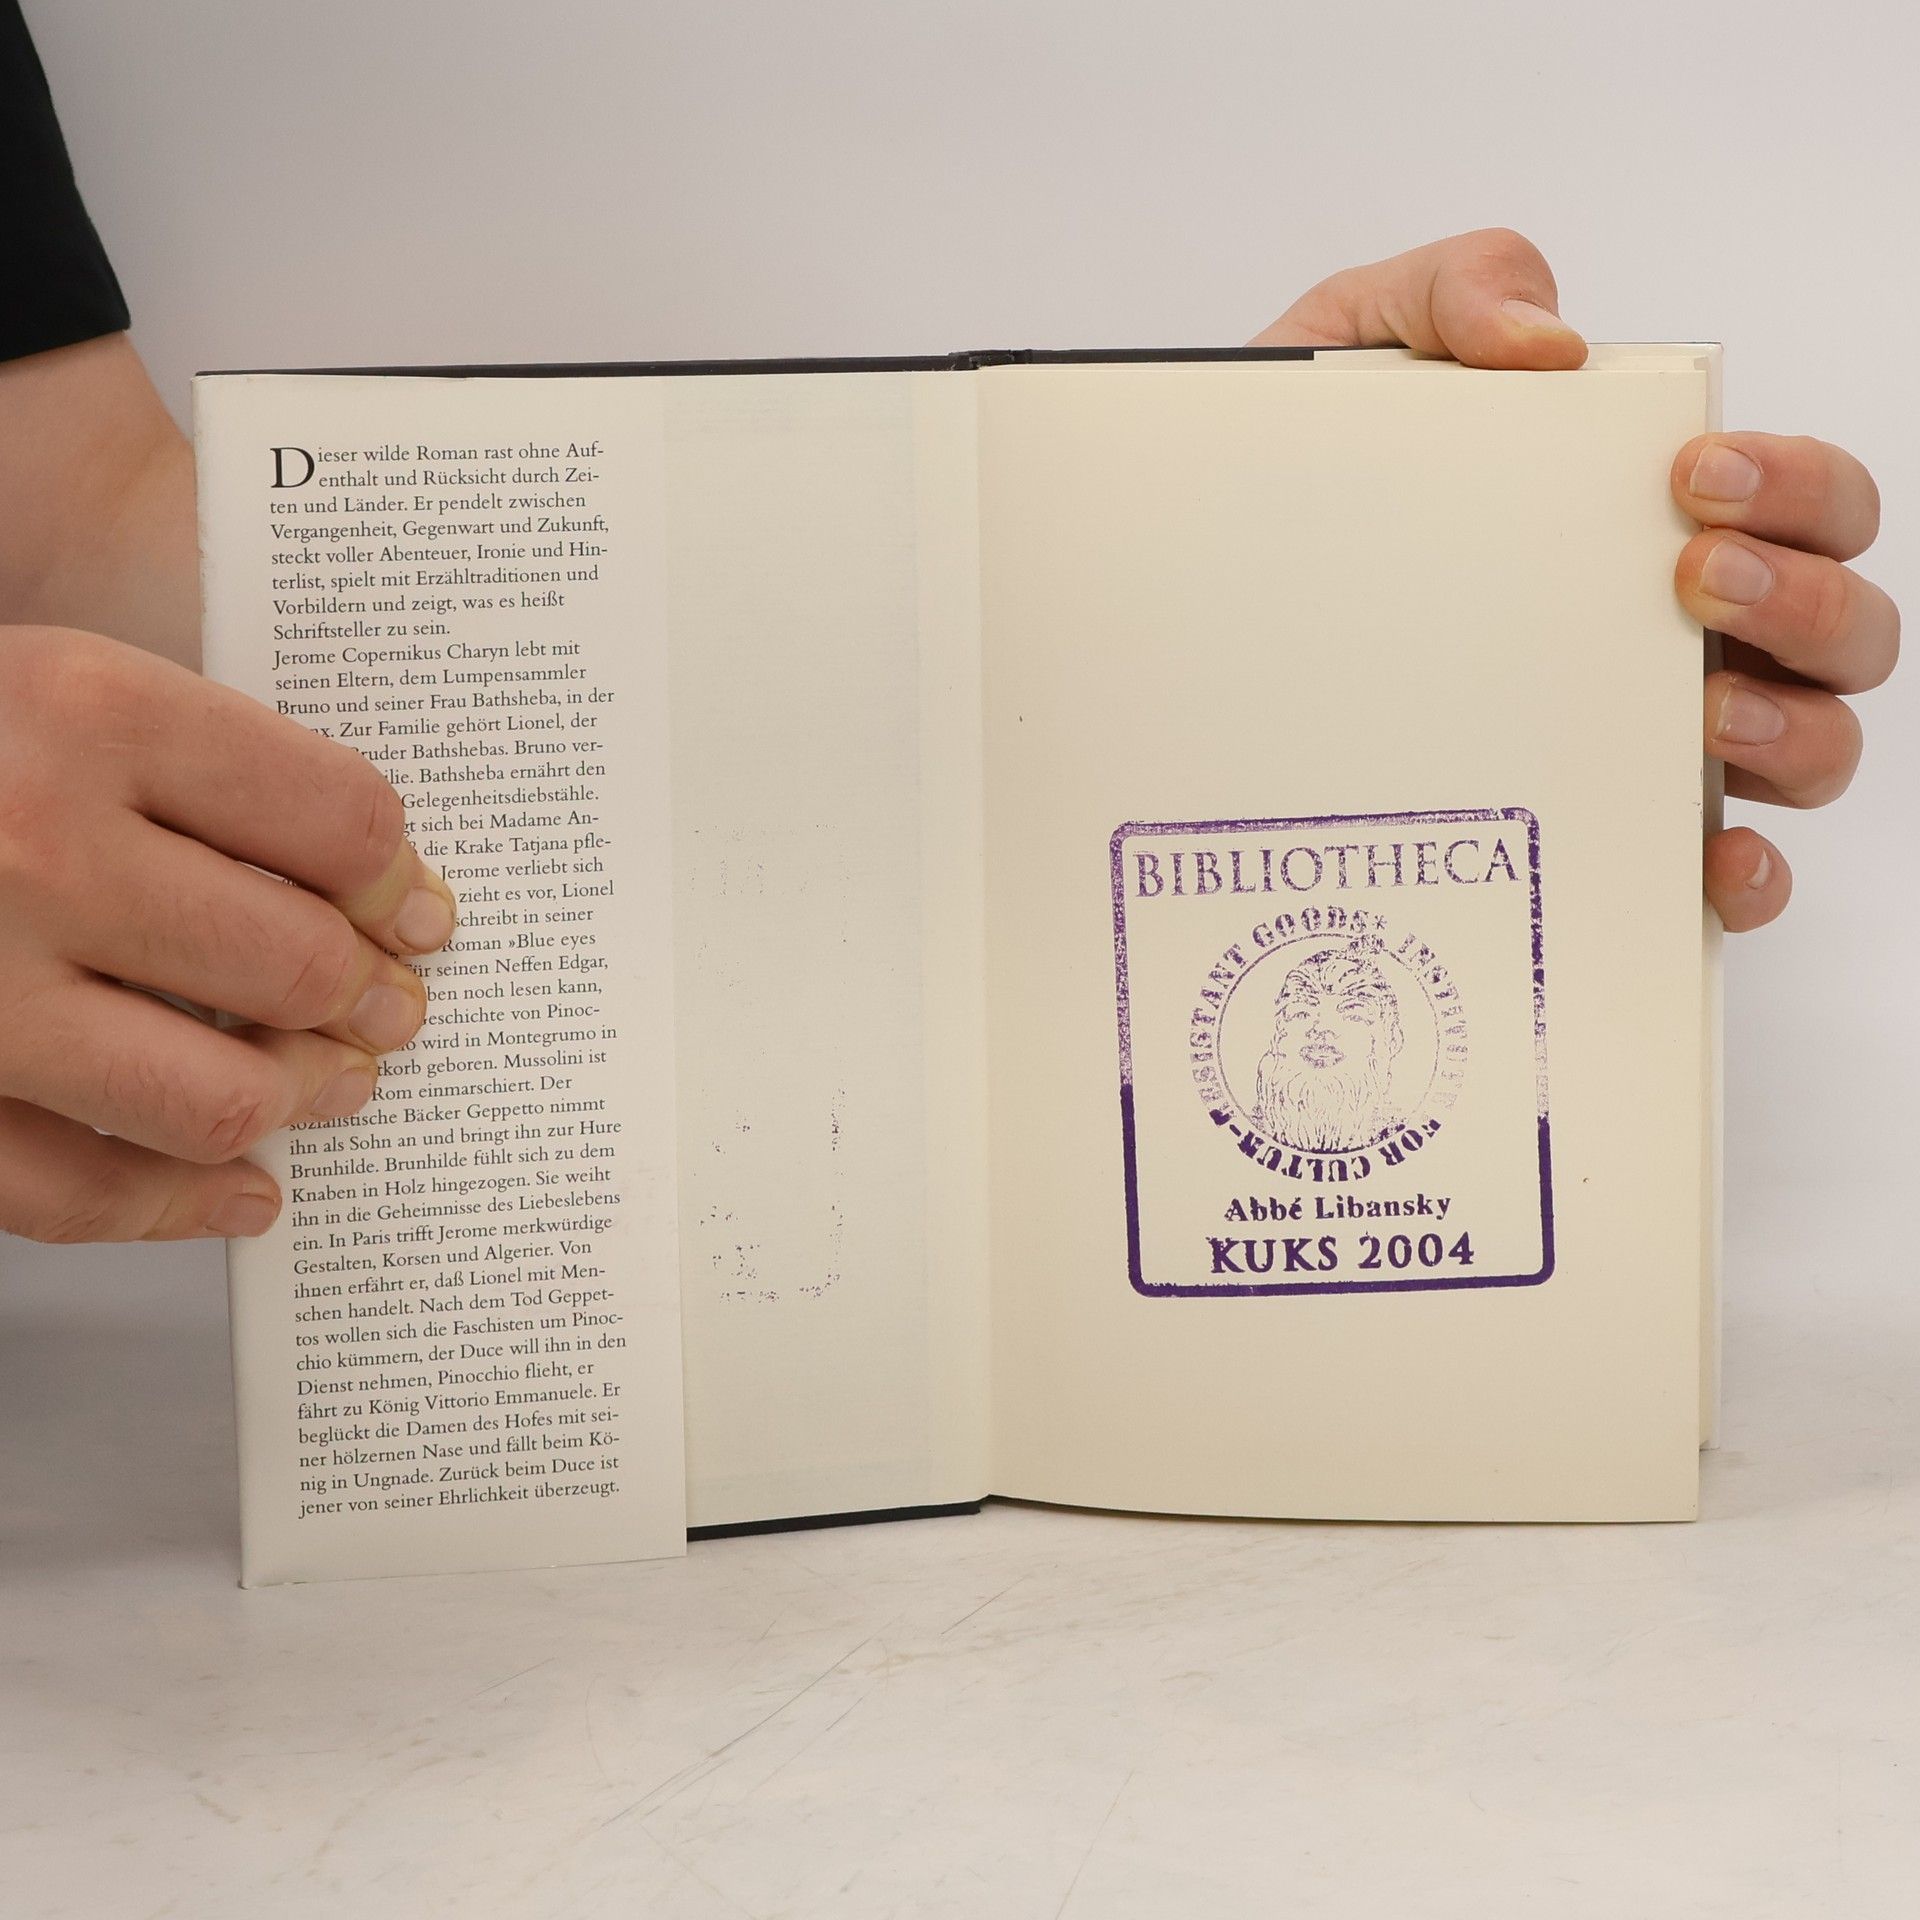 Dieser wilde Roman rast ohne Auf-
enthalt und Rücksicht durch Zei-
ten und Länder. Er pendelt zwischen
Vergangenheit, Gegenwart und Zukunft,
steckt voller Abenteuer, Ironie und Hin-
terlist, spielt mit Erzähltraditionen und
Vorbildern und zeigt, was es heißt
Schriftsteller zu sein.
Jerome Copernikus Charyn lebt mit
seinen Eltern, dem Lumpensammler
Bruno und seiner Frau Bathsheba, in der
Zur Familie gehört Lionel, der
Bruder Bathshebas. Bruno ver-
Bathsheba ernährt den
Gelegenheitsdiebstähle.
sich bei Madame An-
die Krake Tatjana pfle-
Jerome verliebt sich
zieht es vor, Lionel
schreibt in seiner
Roman »Blue eyes
Für seinen Neffen Edgar,
noch lesen kann,
Geschichte von Pinoc-
wird in Montegrumo in
geboren. Mussolini ist
Rom einmarschiert. Der
sozialistische Bäcker Geppetto nimmt
ihn als Sohn an und bringt ihn zur Hure
Brunhilde. Brunhilde fühlt sich zu dem
Knaben in Holz hingezogen. Sie weiht
ihn in die Geheimnisse des Liebeslebens
ein. In Paris trifft Jerome merkwürdige
Gestalten, Korsen und Algerier. Von
ihnen erfährt er, daß Lionel mit Men-
schen handelt. Nach dem Tod Geppet-
tos wollen sich die Faschisten um Pinoc-
chio kümmern, der Duce will ihn in den
Dienst nehmen, Pinocchio flieht, er
fährt zu König Vittorio Emmanuele. Er
beglückt die Damen des Hofes mit sei-
ner hölzernen Nase und fällt beim Kö-
nig in Ungnade. Zurück beim Duce ist
jener von seiner Ehrlichkeit überzeugt.
BIBLIOTHECA
INSTITUTE FOR CULTUR-RESISTANT GOODS*
Abbé Libansky
KUKS 2004